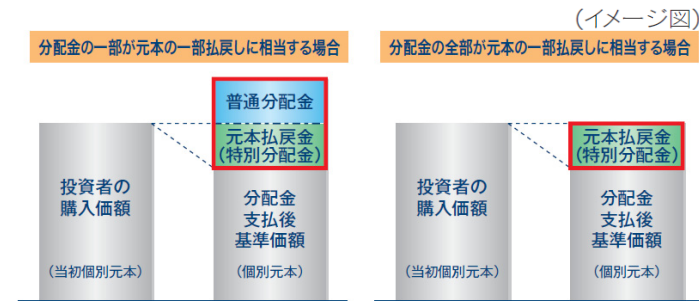 (イメージ図)
分配金の一部が元本の一部払戻しに相当する場合
普通分配金
元本払戻金
(特別分配金)
投資者の
購入価額
(当初個別元本)
分配金
支払後
基準価額
(個別元本)
分配金の全部が元本の一部払戻しに相当する場合
元本払戻金
(特別分配金)
投資者の
購入価額
(当初個別元本)
分配金
支払後
基準価額
(個別元本)